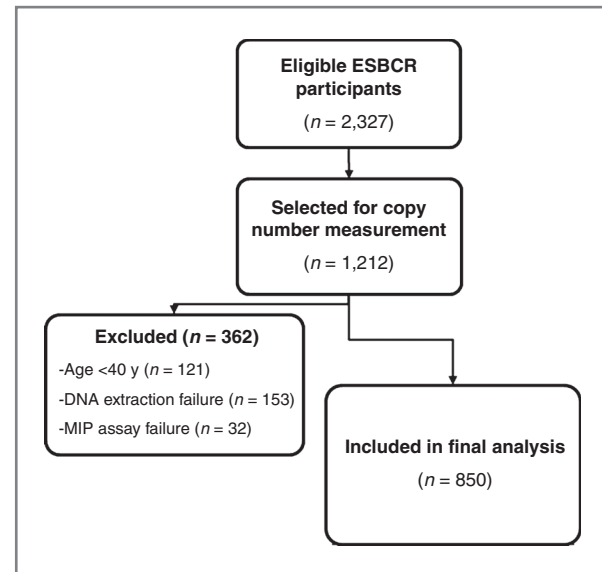 Eligible ESBCR
participants
(n = 2,327)
Selected for copy
number measurement
(n = 1,212)
Excluded (n = 362)
-Age <40 y (n = 121)
-DNA extraction failure (n = 153)
-MIP assay failure (n = 32)
Included in final analysis
(n = 850)